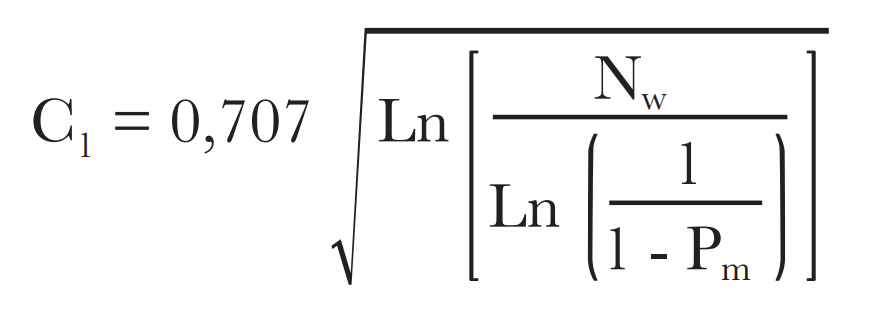 C₁ = 0,707 √ Ln [ N_w / Ln ( 1 / 1 - P_m ) ]